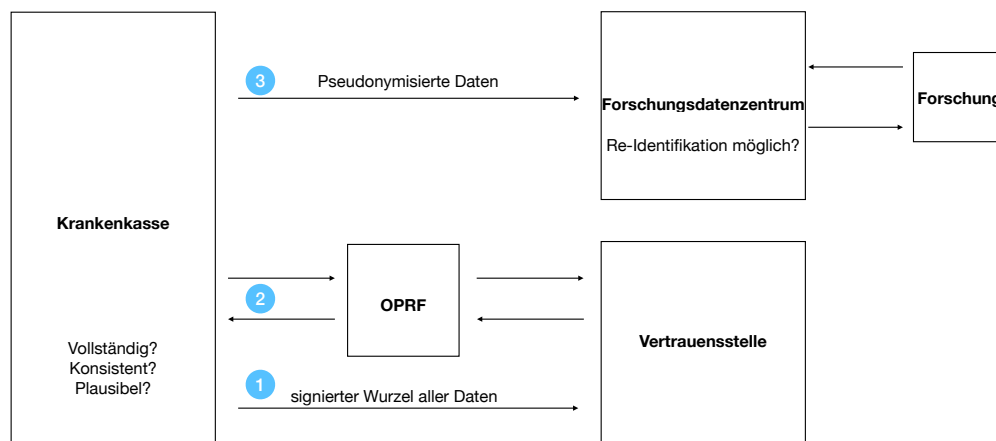 3
Pseudonymisierte Daten
Forschungsdatenzentrum
Re-Identifikation möglich?
Forschung
Krankenkasse
2
OPRF
Vollständig?
Konsistent?
Plausibel?
Vertrauensstelle
1
signierter Wurzel aller Daten